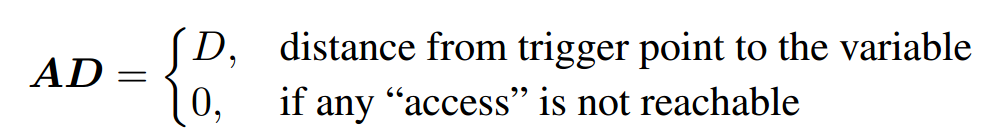 D, distance from trigger point to the variable
AD =
0, if any “access” is not reachable